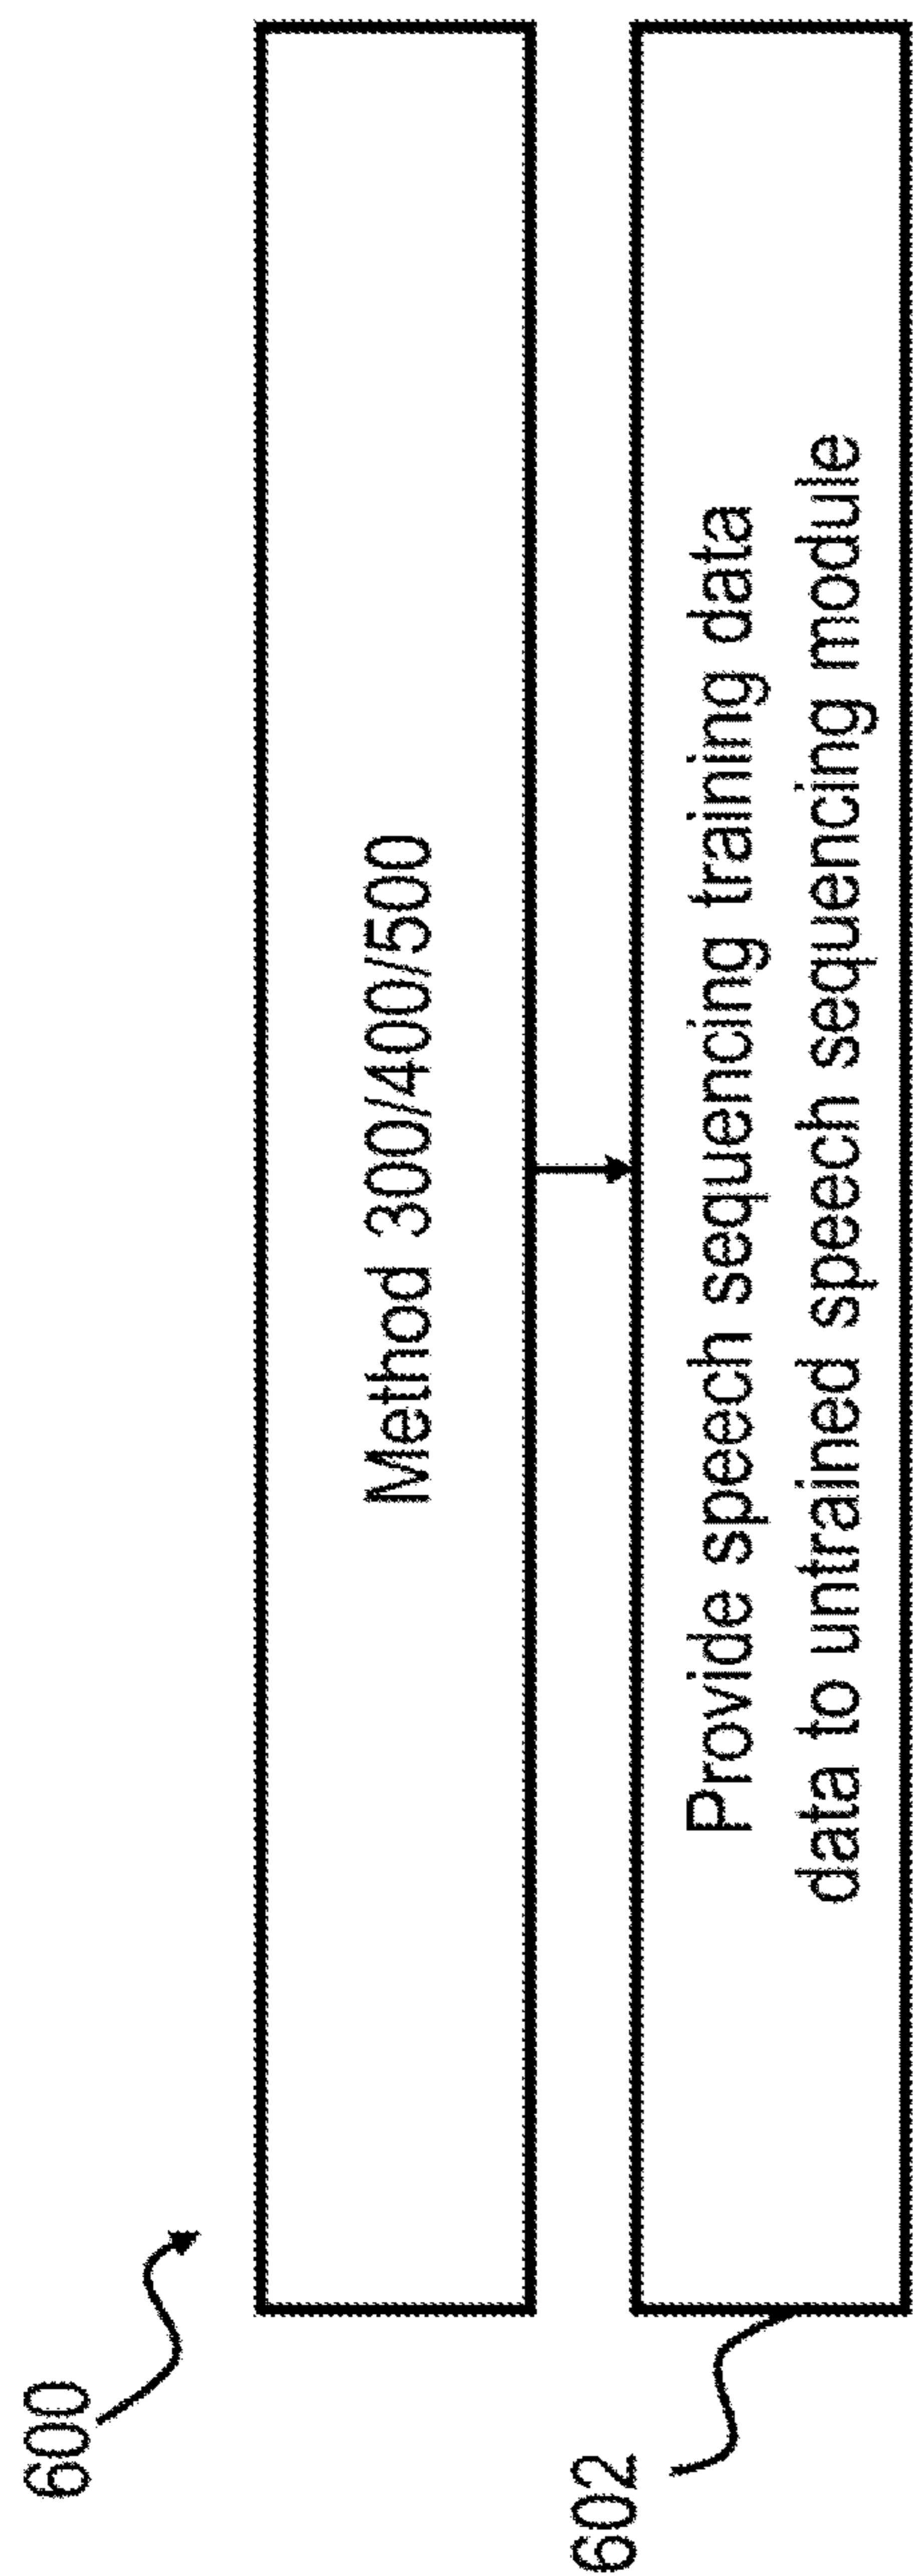 600
Method 300/400/500
602
Provide speech sequencing training data
data to untrained speech sequencing module